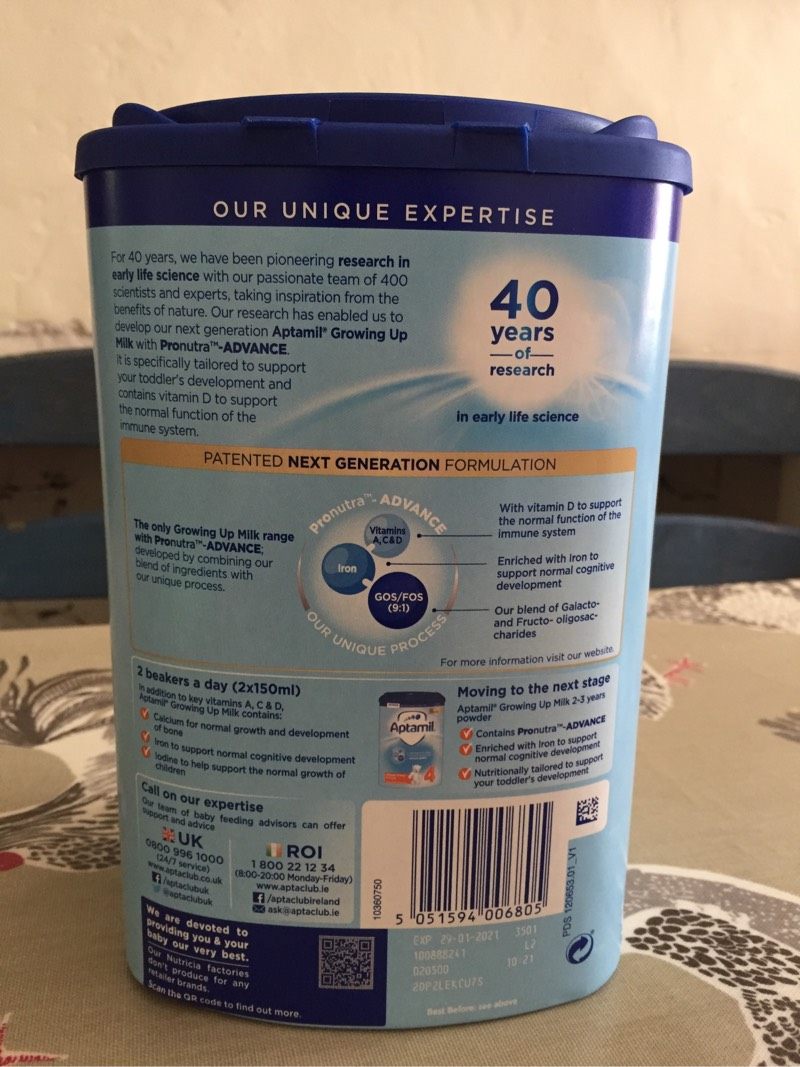 OUR UNIQUE EXPERTISE
For 40 years, we have been pioneering research in
early life science with our passionate team of 400
scientists and experts, taking inspiration from the
benefits of nature. Our research has enabled us to
develop our next generation Aptamil® Growing Up
Milk with Pronutra™-ADVANCE.
It is specifically tailored to support
your toddler's development and
contains vitamin D to support
the normal function of the
immune system.
40
years
of
research
in early life science
PATENTED NEXT GENERATION FORMULATION
The only Growing Up Milk range
with Pronutra™-ADVANCE;
developed by combining our
blend of ingredients with
our unique process.
Pronutra™-ADVANCE
Vitamins
A,C&D
Iron
GOS/FOS
(9:1)
OUR UNIQUE PROCESS
With vitamin D to support
the normal function of the
immune system
Enriched with Iron to
support normal cognitive
development
Our blend of Galacto-
and Fructo- oligosac-
charides
For more information visit our website.
2 beakers a day (2x150ml)
In addition to key vitamins A, C & D,
Aptamil® Growing Up Milk contains:
Calcium for normal growth and development
of bone
Iron to support normal cognitive development
Iodine to help support the normal growth of
children
Aptamil
4
Moving to the next stage
Aptamil® Growing Up Milk 2-3 years
powder
Contains Pronutra™-ADVANCE
Enriched with Iron to support
normal cognitive development
Nutritionally tailored to support
your toddler's development
Call on our expertise
Our team of baby feeding advisors can offer
support and advice
UK
0800 996 1000
(24/7 service)
www.aptaclub.co.uk
/aptaclubuk
@aptaclubuk
ROI
1 800 22 12 34
(8:00-20:00 Monday-Friday)
www.aptaclub.ie
/aptaclubireland
ask@aptaclub.ie
We are devoted to
providing you & your
baby our very best.
Our Nutricia factories
don't produce for any
retailer brands.
Scan the QR code to find out more.
10360750
5 051594 006805
PDS 120653.01_V1
EXP 29-01-2021 3501
100888241 L2
020500 10:21
Best Before: see above